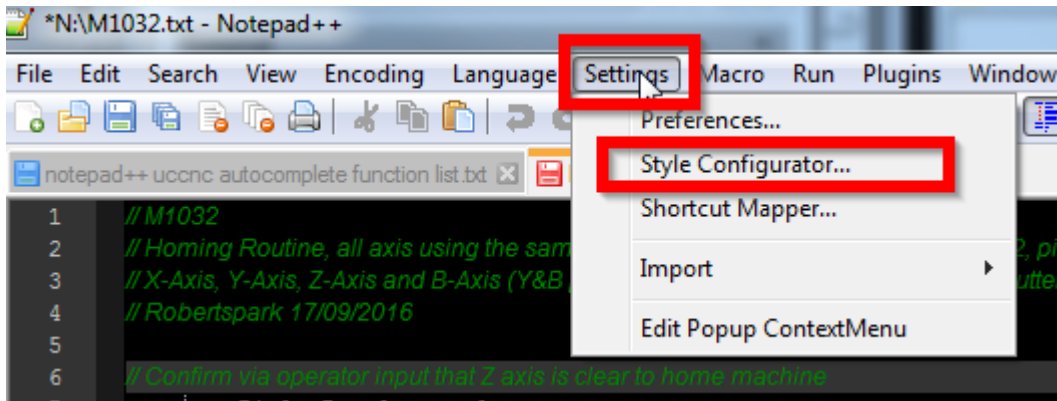 *N:\M1032.txt - Notepad++
File Edit Search View Encoding Language Settings Macro Run Plugins Window
Preferences...
Style Configurator...
Shortcut Mapper...
Import
Edit Popup ContextMenu
notepad++ uccnc autocomplete function list.txt
1 // M1032
2 // Homing Routine, all axis using the sam 2, pi
3 // X-Axis, Y-Axis, Z-Axis and B-Axis (Y&B utte
4 // Robertspark 17/09/2016
5
6 // Confirm via operator input that Z axis is clear to home machine